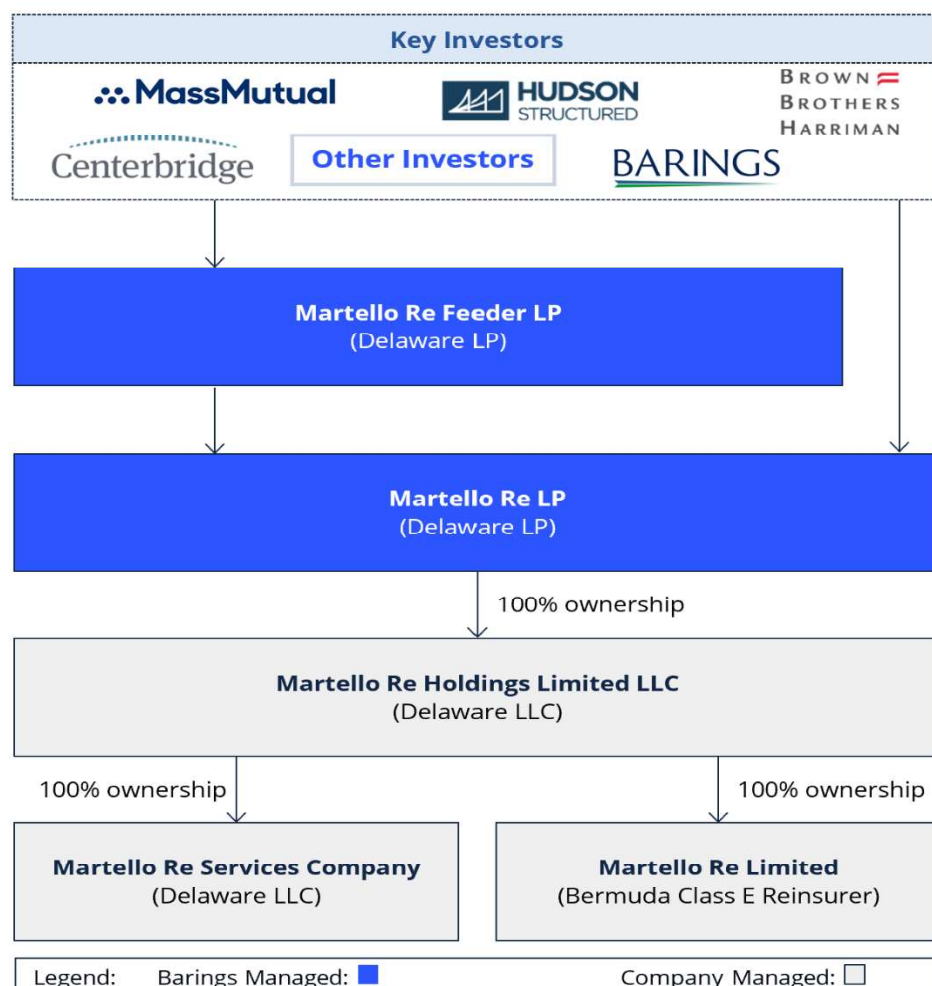 Key Investors
MassMutual
HUDSON
STRUCTURED
BROWN
BROTHERS
HARRIMAN
Centerbridge
Other Investors
BARINGS
Martello Re Feeder LP
(Delaware LP)
Martello Re LP
(Delaware LP)
100% ownership
Martello Re Holdings Limited LLC
(Delaware LLC)
100% ownership
100% ownership
Martello Re Services Company
(Delaware LLC)
Martello Re Limited
(Bermuda Class E Reinsurer)
Legend: Barings Managed: Company Managed: